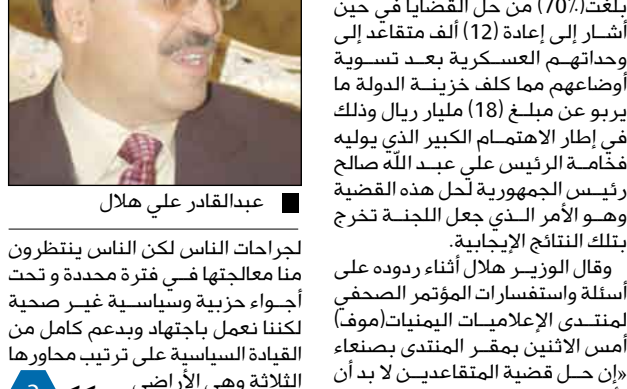 بلغت(70٪) من حل القضايا في حين
أشار إلى إعادة (12) ألف متقاعد إلى
وحداتهم العسكرية بعد تسوية
أوضاعهم مما كلف خزينة الدولة ما
يربو عن مبلغ (18) مليار ريال وذلك
في إطار الاهتمام الكبير الذي يوليه
فخامة الرئيس علي عبد الله صالح
رئيس الجمهورية لحل هذه القضية
وهو الأمر الذي جعل اللجنة تخرج
بتلك النتائج الإيجابية.
وقال الوزير هلال أثناء ردوده على
أسئلة واستفسارات المؤتمر الصحفي
لمنتدى الإعلاميات اليمنيات(موف)
أمس الاثنين بمقر المنتدى بصنعاء
«إن حل قضية المتقاعدين لا بد أن
عبدالقادر علي هلال
لجراحات الناس لكن الناس ينتظرون
منا معالجتها في فترة محددة و تحت
أجواء حزبية وسياسية غير صحية
لكننا نعمل باجتهاد وبدعم كامل من
القيادة السياسية على ترتيب محاورها
الثلاثة وهي الأراضي